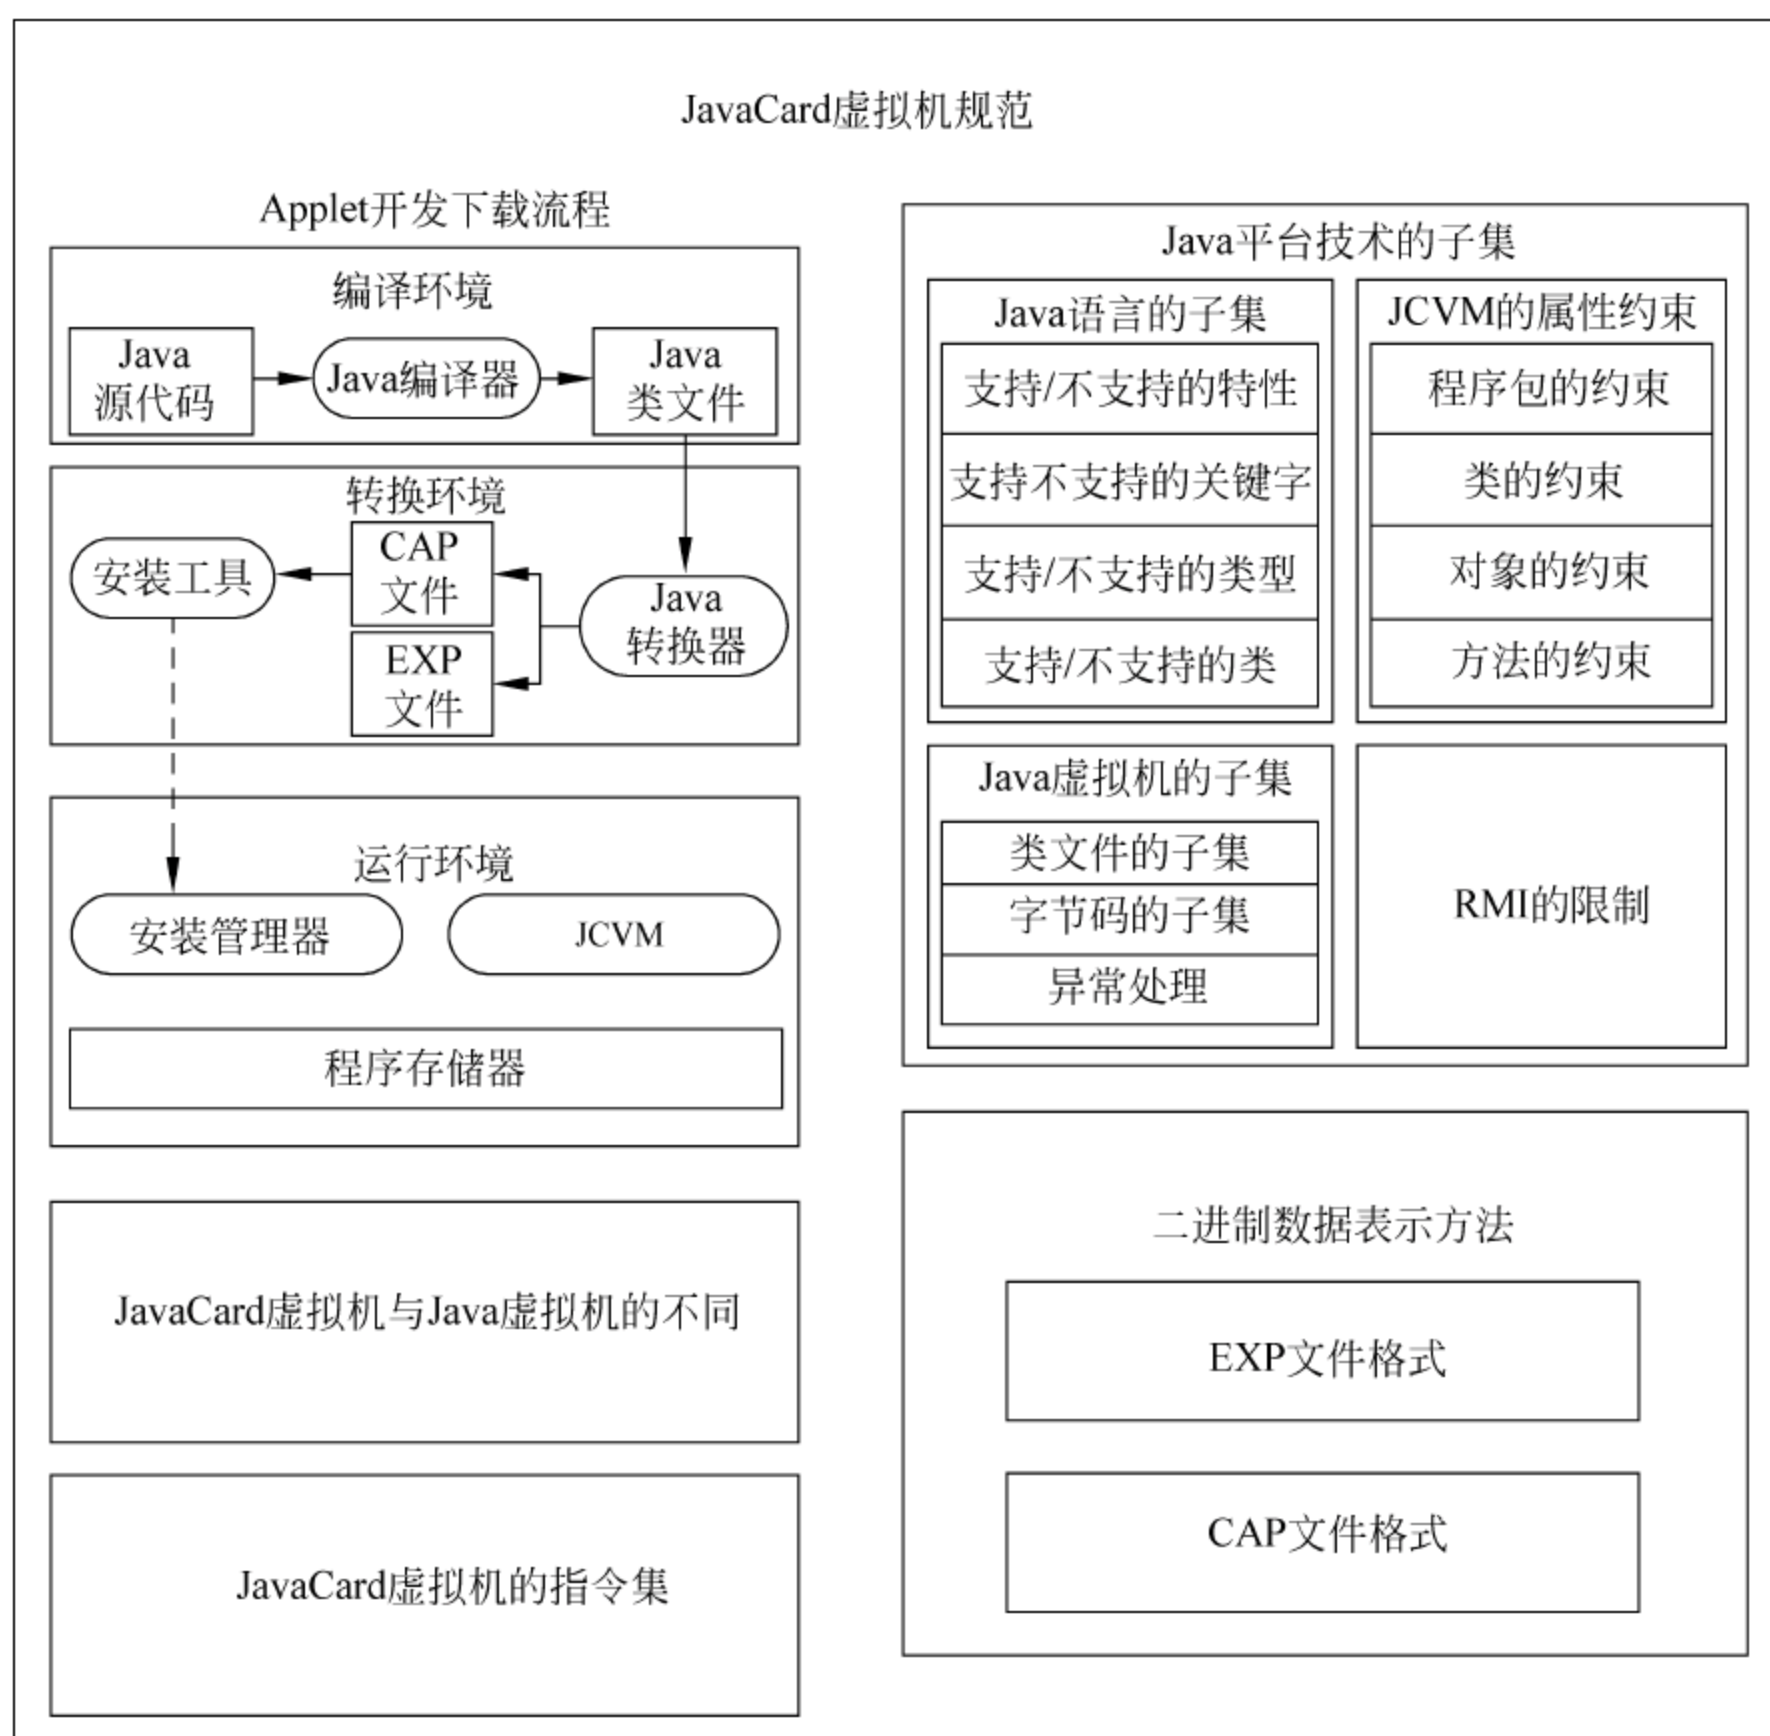 JavaCard虚拟机规范
Applet开发下载流程
编译环境
Java
源代码
Java编译器
Java
类文件
转换环境
安装工具
CAP
文件
EXP
文件
Java
转换器
运行环境
安装管理器
JCVM
程序存储器
JavaCard虚拟机与Java虚拟机的不同
JavaCard虚拟机的指令集
Java平台技术的子集
Java语言的子集
支持/不支持的特性
支持不支持的关键字
支持/不支持的类型
支持/不支持的类
JCVM的属性约束
程序包的约束
类的约束
对象的约束
方法的约束
Java虚拟机的子集
类文件的子集
字节码的子集
异常处理
RMI的限制
二进制数据表示方法
EXP文件格式
CAP文件格式